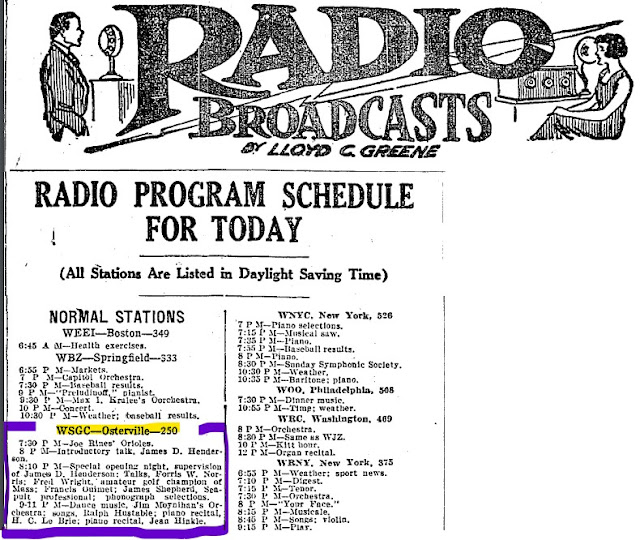 RADIO
BROADCASTS
BY LLOYD C. GREENE
RADIO PROGRAM SCHEDULE
FOR TODAY
(All Stations Are Listed in Daylight Saving Time)
NORMAL STATIONS
WEEI—Boston—349
6:45 A M—Health exercises.
WBZ—Springfield—333
6:55 P M—Markets.
7 P M—Capitol Orchestra.
7:30 P M—Baseball results.
9 P M—"Preludinoff," pianist.
9:30 P M—Max I, Krulee's Oorchestra.
10 P M—Concert.
10:30 P M—Weather; baseball results.
WSGC—Osterville—250
7:30 P M—Joe Rines' Orioles.
8 P M—Introductory talk, James D. Hender-
son.
8:10 P M—Special opening night, supervision
of James D. Henderson; Talks, Forris W. Nor-
ris; Fred Wright, amateur golf champion of
Mass; Francis Ouimet; James Shepherd, Sea-
puit professional; phonograph selections.
9-11 P M—Dance music, Jim Moynihan's Or-
chestra; songs, Ralph Hustable; piano recital,
H. C. Le Brie; piano recital, Jean Hinkle.
WNYC, New York, 526
7 P M—Piano selections.
7:15 P M—Musical saw.
7:35 P M—Piano.
7:55 P M—Baseball results.
8 P M—Piano.
8:30 P M—Sunday Symphonic Society.
10:30 P M—Weather.
10:35 P M—Baritone; piano.
WOO, Philadelphia, 508
7:30 P M—Dinner music.
10:55 P M—Time; weather.
WRC, Washington, 469
8 P M—Orchestra.
8:30 P M—Same as WJZ.
10 P M—Kitt hour.
12 P M—Organ recital.
WRNY, New York, 375
6:55 P M—Weather; sport news.
7:10 P M—Digest.
7:15 P M—Tenor.
7:30 P M—Orchestra.
8 P M—"Your Face."
8:15 P M—Musicale.
8:45 P M—Songs; violin.
9:15 P M—Play.